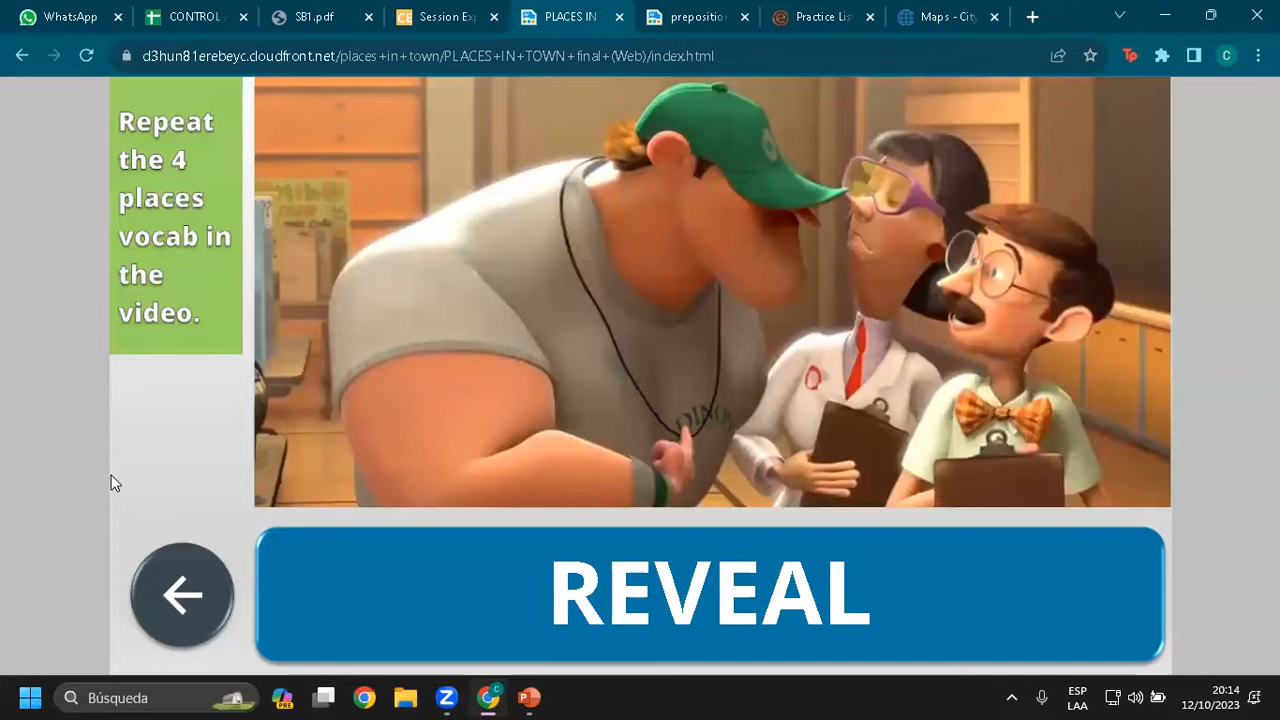 WhatsApp
CONTROL
SB1.pdf
Session Ex
PLACES IN
preposition
Practice Lis
Maps - City
d3hun81erebeyc.cloudfront.net/places+in+town/PLACES+IN+TOWN+final+(Web)/index.html
Repeat
the 4
places
vocab in
the
video.
REVEAL
Búsqueda
PRE
ESP
LAA
20:14
12/10/2023